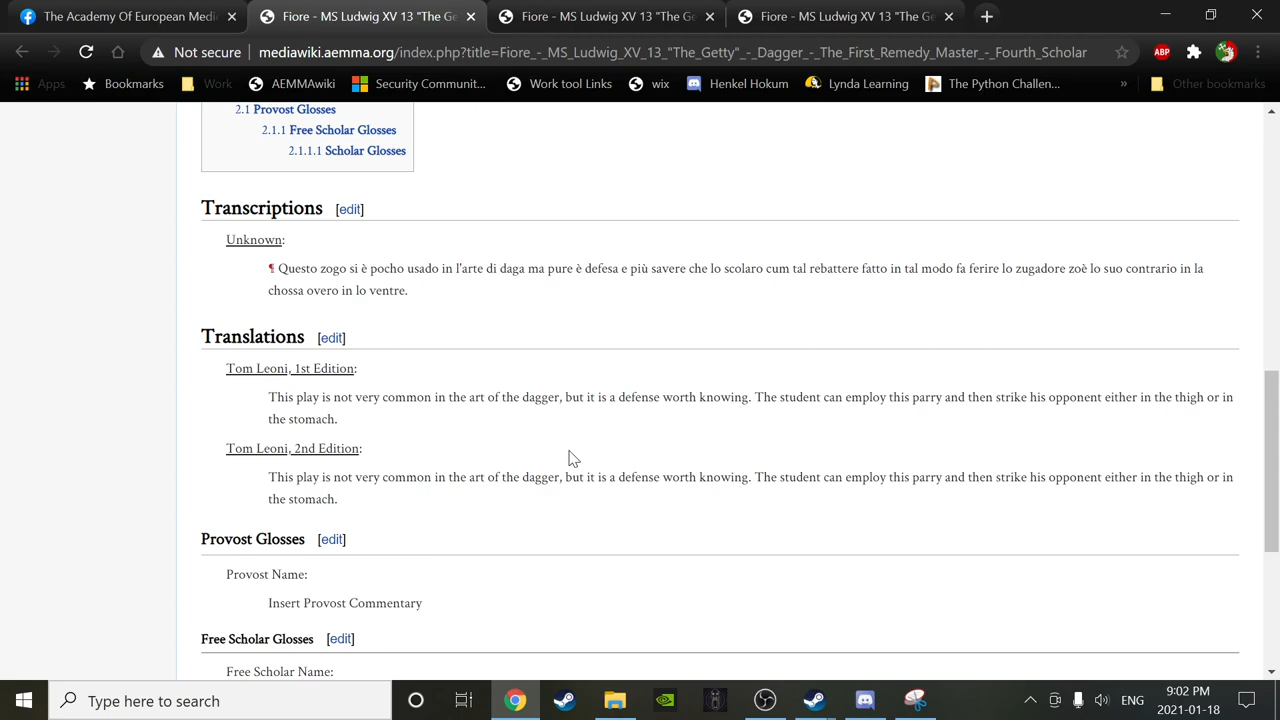 The Academy Of European Medi
Fiore - MS Ludwig XV 13 "The Ge
Fiore - MS Ludwig XV 13 "The G
Fiore - MS Ludwig XV 13 "The G
Not secure
mediawiki.aemma.org/index.php?title=Fiore_-_MS_Ludwig_XV_13_"The_Getty"_-_Dagger_-_The_First_Remedy_Master_-_Fourth_Scholar
ABP
Apps Bookmarks Work AEMMAwiki Security Communit... Work tool Links wix Henkel Hokum Lynda Learning The Python Challen... » Other bookmarks
2.1 Provost Glosses
2.1.1 Free Scholar Glosses
2.1.1.1 Scholar Glosses
Transcriptions [edit]
Unknown:
¶ Questo zogo si è pocho usado in l'arte di daga ma pure è defesa e più savere che lo scolaro cum tal rebattere fatto in tal modo fa ferire lo zugadore zoè lo suo contrario in la
chossa overo in lo ventre.
Translations [edit]
Tom Leoni, 1st Edition:
This play is not very common in the art of the dagger, but it is a defense worth knowing. The student can employ this parry and then strike his opponent either in the thigh or in
the stomach.
Tom Leoni, 2nd Edition:
This play is not very common in the art of the dagger, but it is a defense worth knowing. The student can employ this parry and then strike his opponent either in the thigh or in
the stomach.
Provost Glosses [edit]
Provost Name:
Insert Provost Commentary
Free Scholar Glosses [edit]
Free Scholar Name:
Type here to search
ENG
9:02 PM
2021-01-18